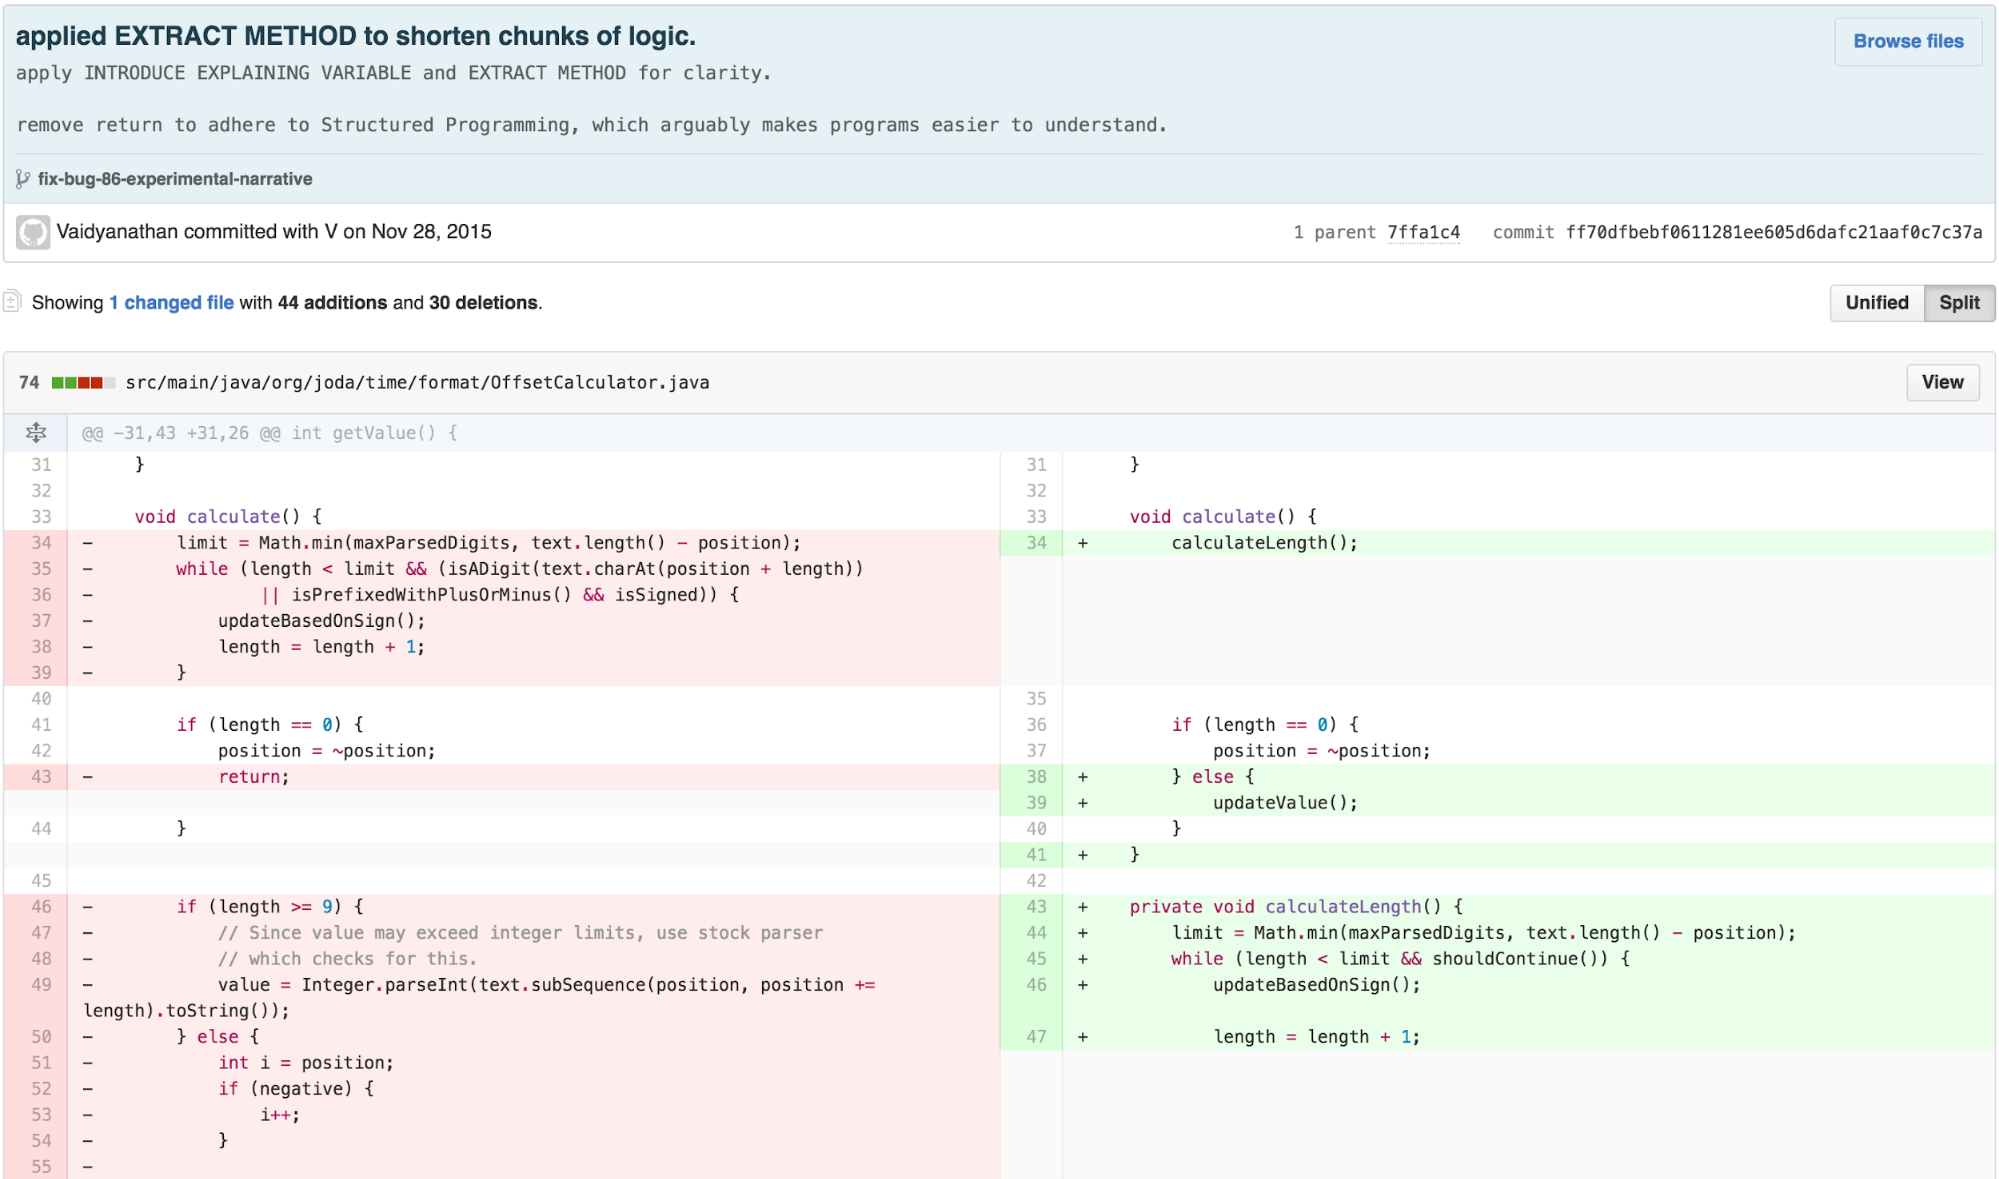 applied EXTRACT METHOD to shorten chunks of logic.
Browse files
apply INTRODUCE EXPLAINING VARIABLE and EXTRACT METHOD for clarity.
remove return to adhere to Structured Programming, which arguably makes programs easier to understand.
fix-bug-86-experimental-narrative
Vaidyanathan committed with V on Nov 28, 2015 1 parent 7ffa1c4 commit ff70dfbebf0611281ee605d6dafc21aaf0c7c37a
Showing 1 changed file with 44 additions and 30 deletions. Unified Split
74 src/main/java/org/joda/time/format/OffsetCalculator.java View
@@ -31,43 +31,26 @@ int getValue() {
31 } 31 }
32 32
33 void calculate() { 33 void calculate() {
34 - limit = Math.min(maxParsedDigits, text.length() - position); 34 + calculateLength();
35 - while (length < limit && (isADigit(text.charAt(position + length))
36 - || isPrefixedWithPlusOrMinus() && isSigned)) {
37 - updateBasedOnSign();
38 - length = length + 1;
39 - }
40 35
41 if (length == 0) { 36 if (length == 0) {
42 position = ~position; 37 position = ~position;
43 - return; 38 + } else {
39 + updateValue();
44 } 40 }
41 + }
45 42
46 - if (length >= 9) { 43 + private void calculateLength() {
47 - // Since value may exceed integer limits, use stock parser 44 + limit = Math.min(maxParsedDigits, text.length() - position);
48 - // which checks for this. 45 + while (length < limit && shouldContinue()) {
49 - value = Integer.parseInt(text.subSequence(position, position += 46 + updateBasedOnSign();
length).toString());
50 - } else { 47 + length = length + 1;
51 - int i = position;
52 - if (negative) {
53 - i++;
54 - }
55 -